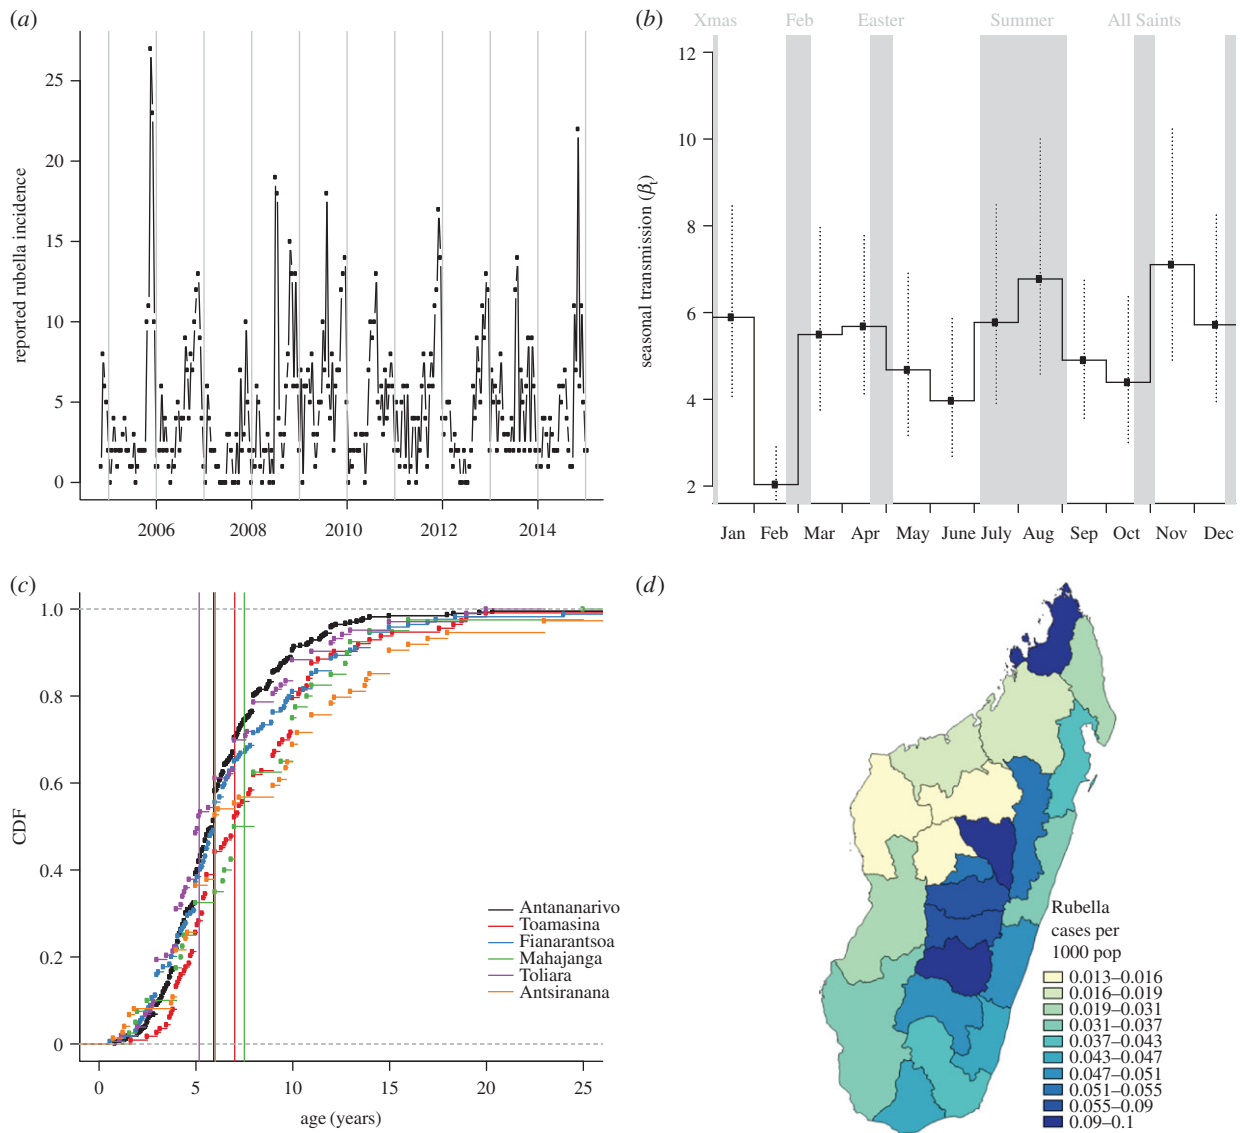 (a)
reported rubella incidence
25
20
15
10
5
0
2006
2008
2010
2012
2014
(b)
Xmas Feb Easter Summer All Saints
seasonal transmission (βt)
12
10
8
6
4
2
Jan Feb Mar Apr May June July Aug Sep Oct Nov Dec
(c)
CDF
1.0
0.8
0.6
0.4
0.2
0
Antananarivo
Toamasina
Fianarantsoa
Mahajanga
Toliara
Antsiranana
0 5 10 15 20 25
age (years)
(d)
Rubella
cases per
1000 pop
0.013–0.016
0.016–0.019
0.019–0.031
0.031–0.037
0.037–0.043
0.043–0.047
0.047–0.051
0.051–0.055
0.055–0.09
0.09–0.1